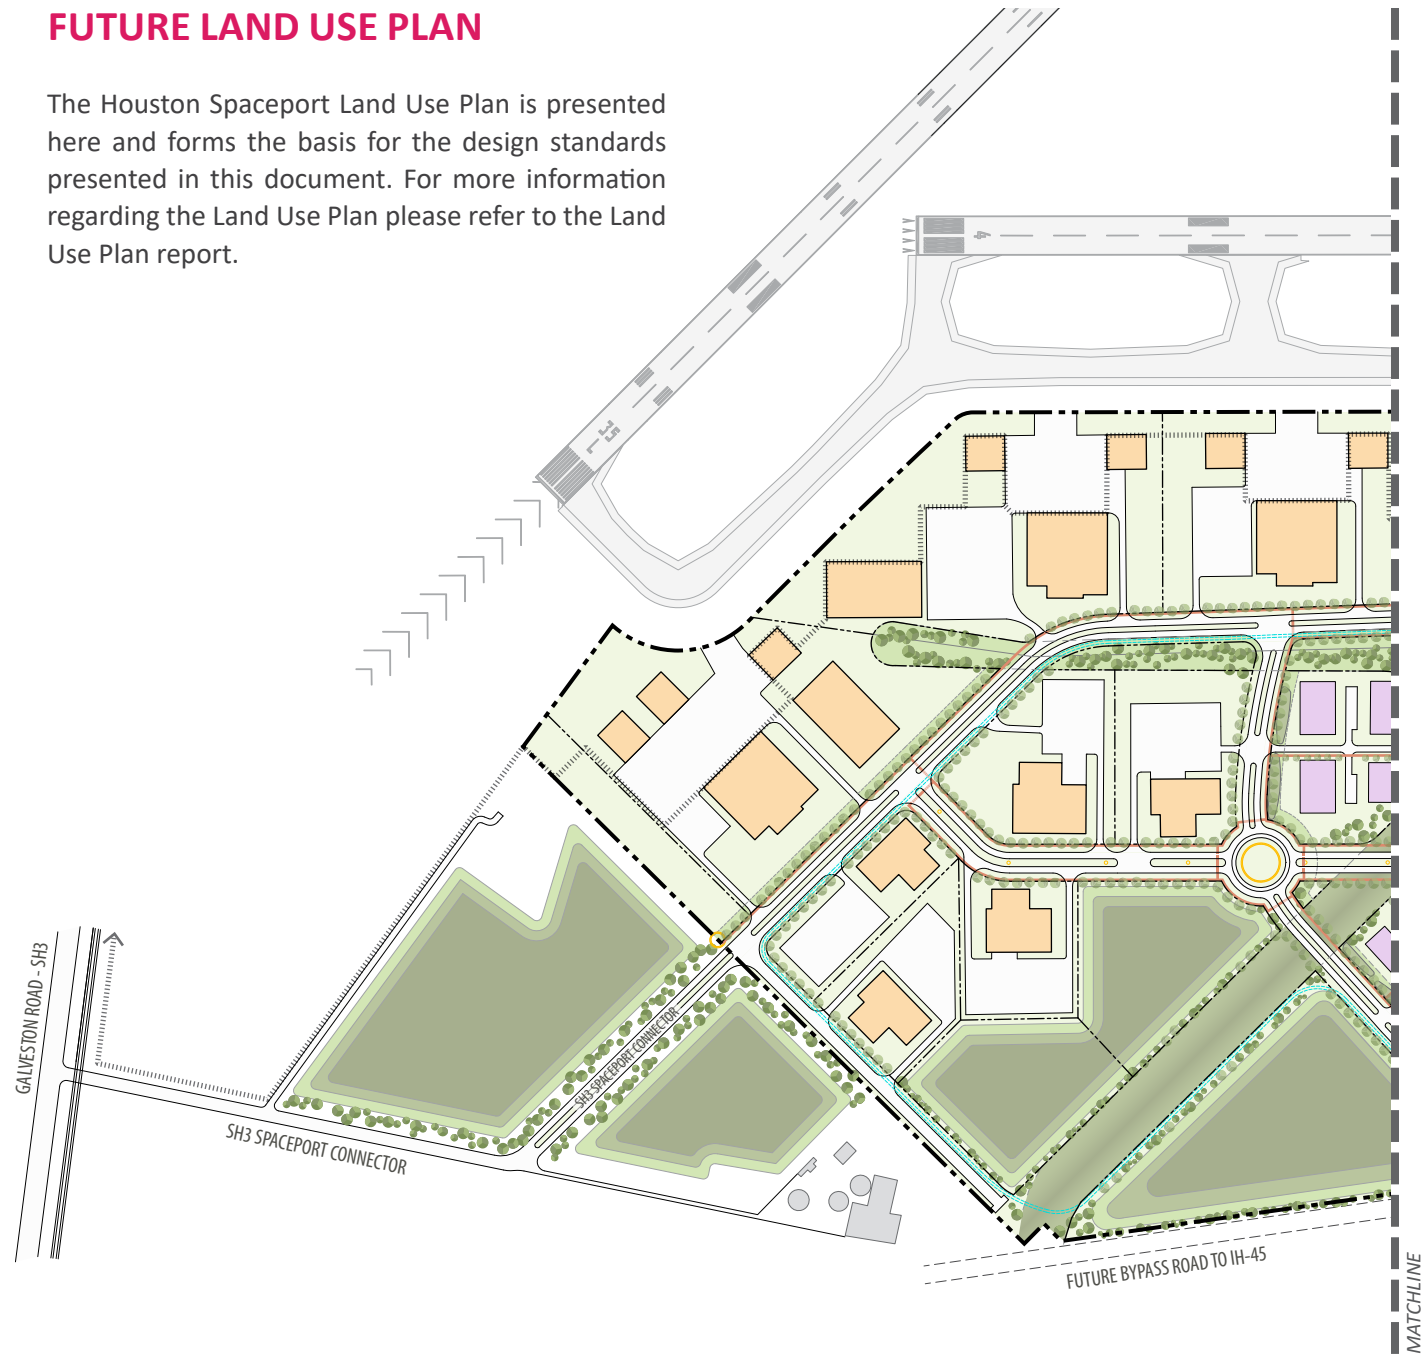 FUTURE LAND USE PLAN
The Houston Spaceport Land Use Plan is presented
here and forms the basis for the design standards
presented in this document. For more information
regarding the Land Use Plan please refer to the Land
Use Plan report.
4
35
L
GALVESTON ROAD - SH3
SH3 SPACEPORT CONNECTOR
SH3 SPACEPORT CONNECTOR
FUTURE BYPASS ROAD TO IH-45
MATCHLINE